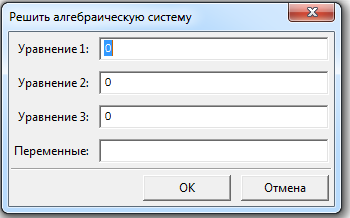 Решить алгебраическую систему
Уравнение 1: 0
Уравнение 2: 0
Уравнение 3: 0
Переменные:
OK Отмена